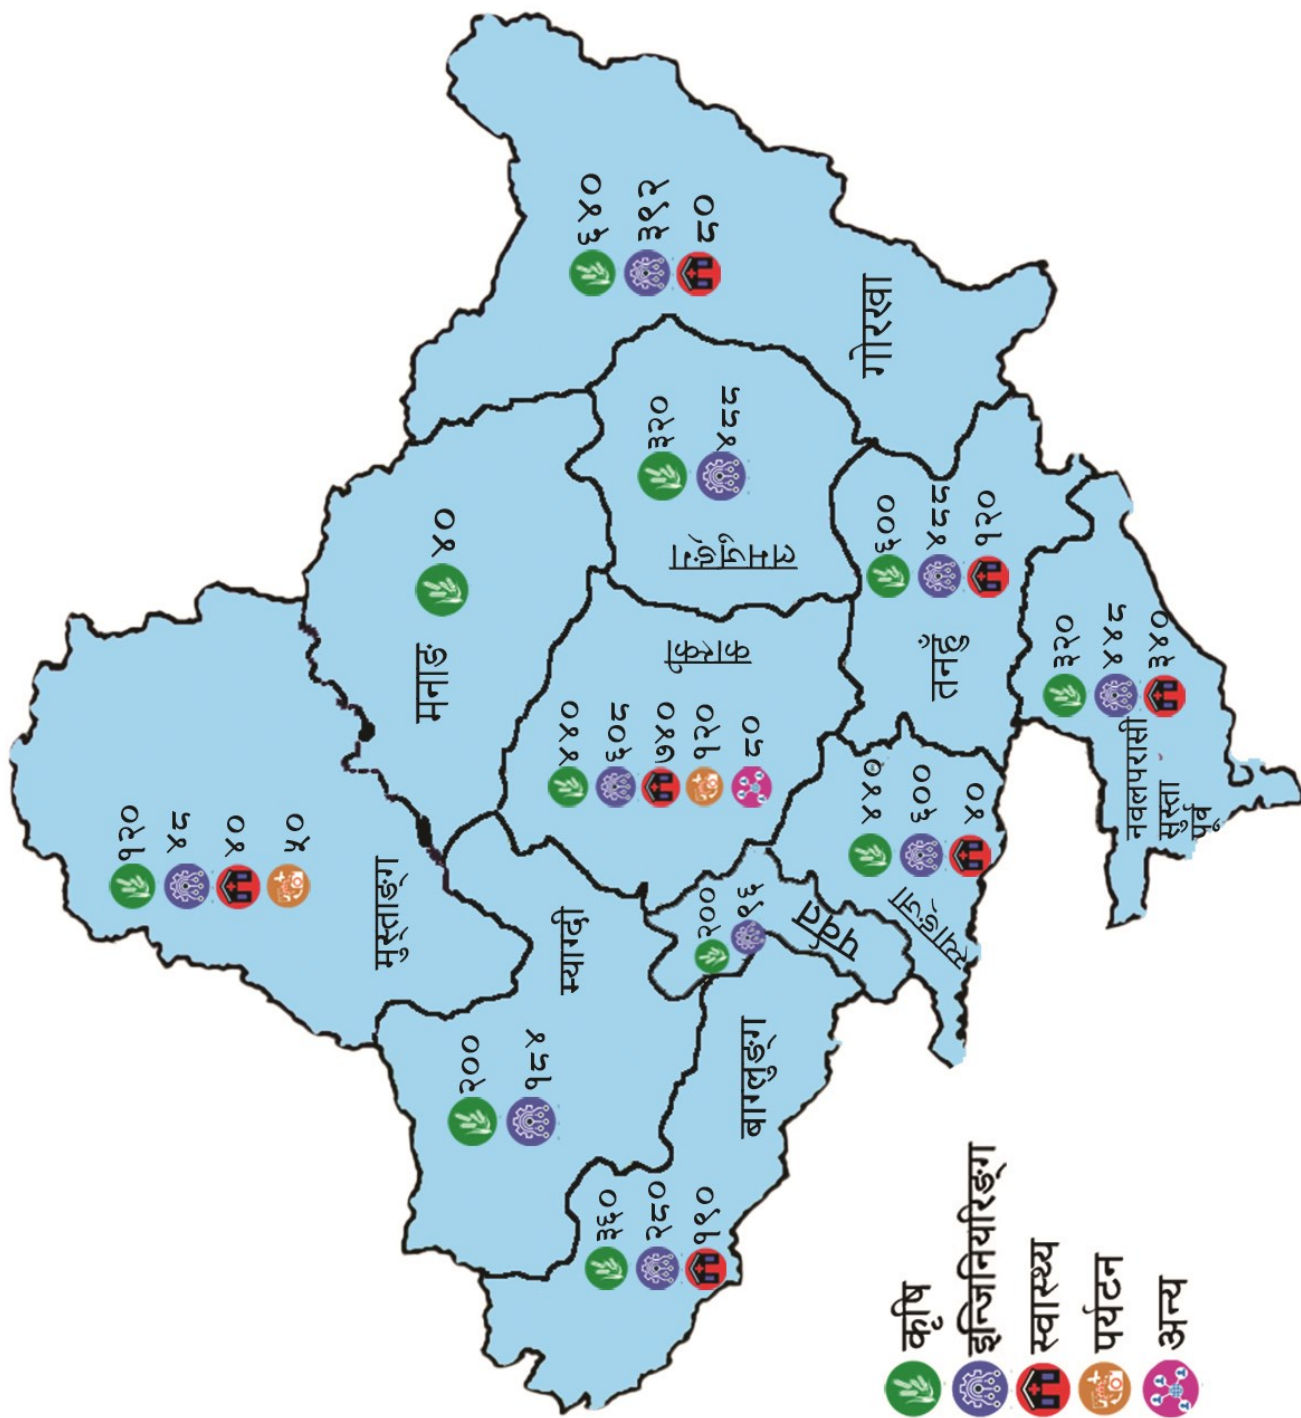 १२०
४८
४०
५०
मुस्ताङ्ग
४०
मनाङ
६४०
३९२
८०
गोरखा
३२०
४८८
लमजुङ्ग
कास्की
४४०
६०८
७४०
१२०
८०
म्याग्दी
२००
१८४
३६०
२८०
१९०
बाग्लुङ्ग
२००
९६
पर्वत
४४०
६००
४०
स्याङ्जा
६००
४८८
१२०
तनहुँ
३२०
४४८
३४०
नवलपरासी
सुस्ता
पूर्व
कृषि
इन्जिनियरिङ्ग
स्वास्थ्य
पर्यटन
अन्य